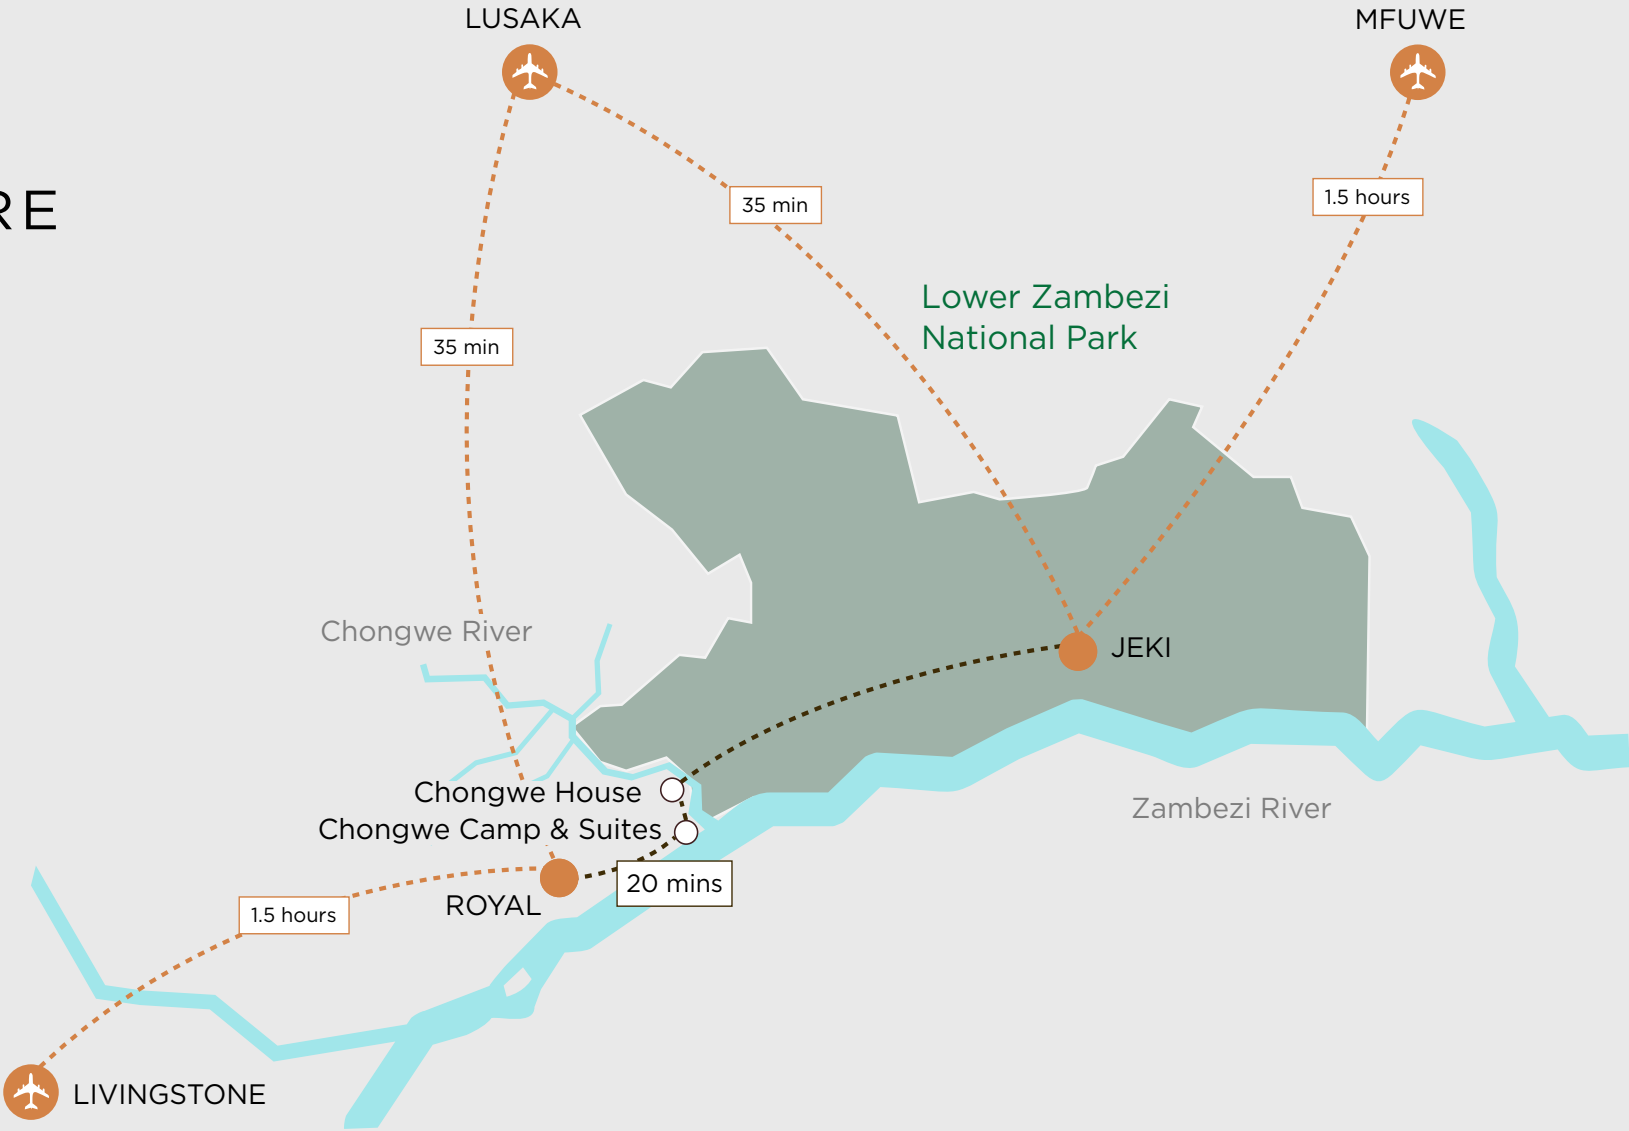 LUSAKA
MFUWE
RE
35 min
1.5 hours
Lower Zambezi
National Park
35 min
Chongwe River
JEKI
Chongwe House
Zambezi River
Chongwe Camp & Suites
20 mins
ROYAL
1.5 hours
LIVINGSTONE